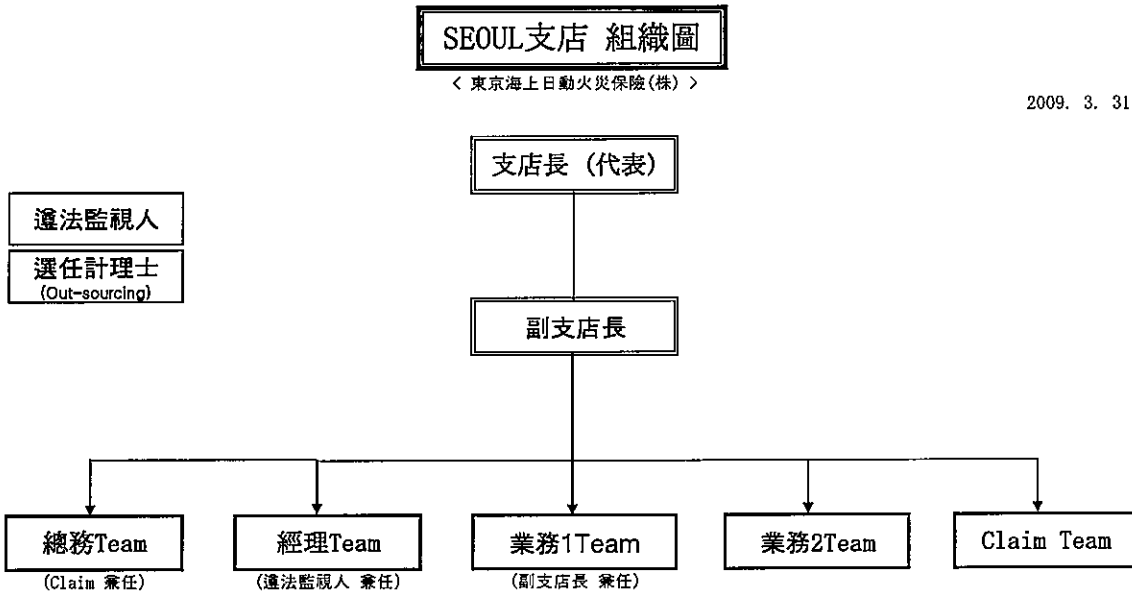 SEOUL支店 組織圖
< 東京海上日動火災保險(株) >
2009. 3. 31
支店長 (代表)
遵法監視人
選任計理士
(Out-sourcing)
副支店長
總務Team
(Claim 兼任)
經理Team
(遵法監視人 兼任)
業務1Team
(副支店長 兼任)
業務2Team
Claim Team